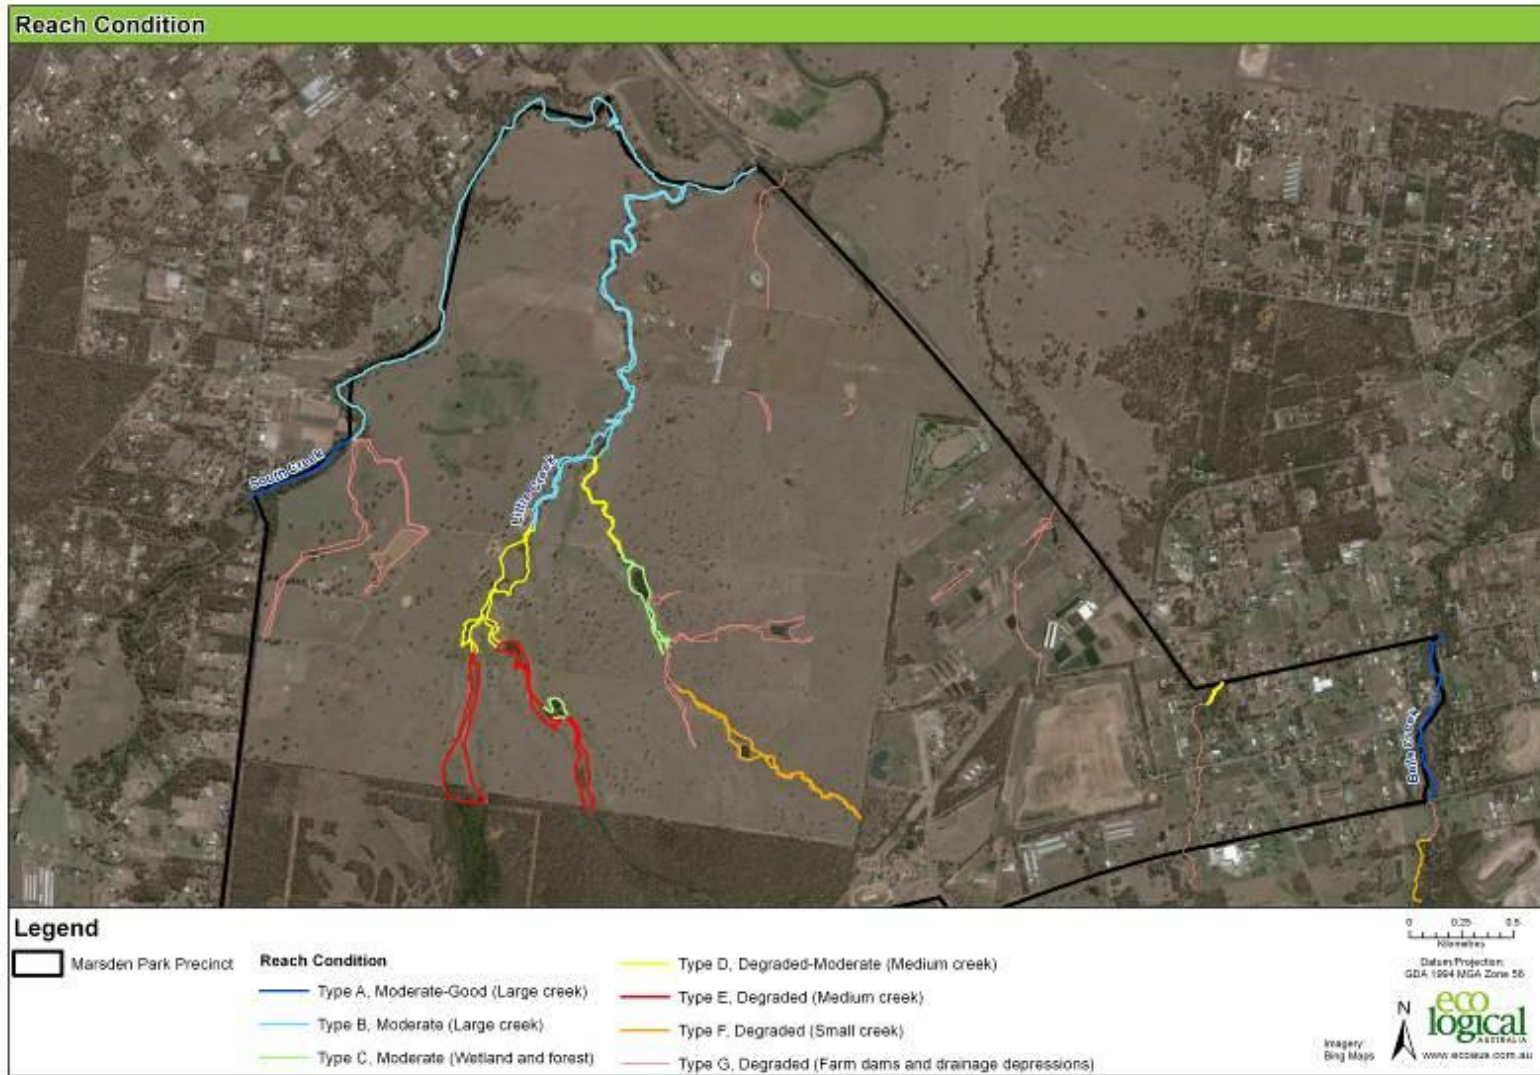 Reach Condition
South Creek
Little Creek
Bulls Creek
Legend
Marsden Park Precinct
Reach Condition
Type A, Moderate-Good (Large creek)
Type B, Moderate (Large creek)
Type C, Moderate (Wetland and forest)
Type D, Degraded-Moderate (Medium creek)
Type E, Degraded (Medium creek)
Type F, Degraded (Small creek)
Type G, Degraded (Farm dams and drainage depressions)
0 0.25 0.5
Kilometres
Datum/Projection:
GDA 1994 MGA Zone 56
Imagery:
Bing Maps
N
eco
logical
AUSTRALIA
www.ecoaus.com.au